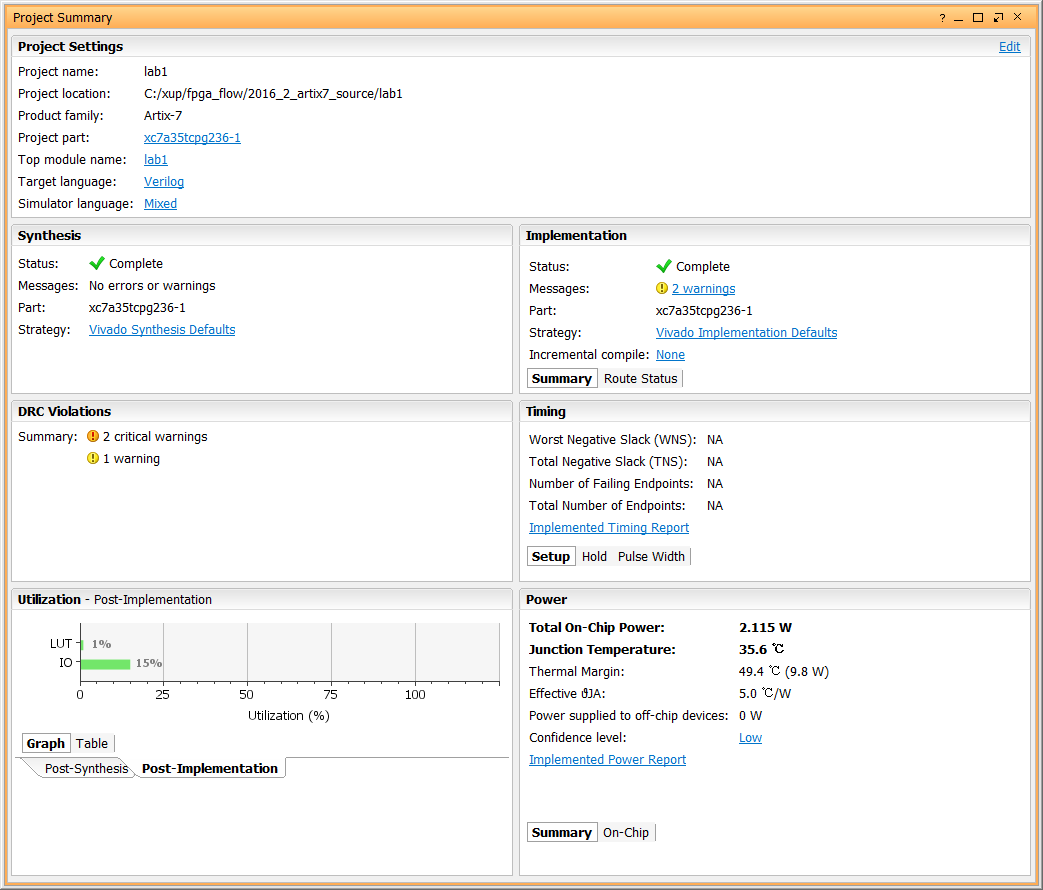 Project Summary
?
Project Settings
Edit
Project name: lab1
Project location: C:/xup/fpga_flow/2016_2_artix7_source/lab1
Product family: Artix-7
Project part: xc7a35tcpg236-1
Top module name: lab1
Target language: Verilog
Simulator language: Mixed
Synthesis
Status: Complete
Messages: No errors or warnings
Part: xc7a35tcpg236-1
Strategy: Vivado Synthesis Defaults
Implementation
Status: Complete
Messages: 2 warnings
Part: xc7a35tcpg236-1
Strategy: Vivado Implementation Defaults
Incremental compile: None
Summary Route Status
DRC Violations
Summary: 2 critical warnings
1 warning
Timing
Worst Negative Slack (WNS): NA
Total Negative Slack (TNS): NA
Number of Failing Endpoints: NA
Total Number of Endpoints: NA
Implemented Timing Report
Setup Hold Pulse Width
Utilization - Post-Implementation
LUT 1%
IO 15%
0 25 50 75 100
Utilization (%)
Graph Table
Post-Synthesis Post-Implementation
Power
Total On-Chip Power: 2.115 W
Junction Temperature: 35.6 ℃
Thermal Margin: 49.4 ℃ (9.8 W)
Effective ϑJA: 5.0 ℃/W
Power supplied to off-chip devices: 0 W
Confidence level: Low
Implemented Power Report
Summary On-Chip